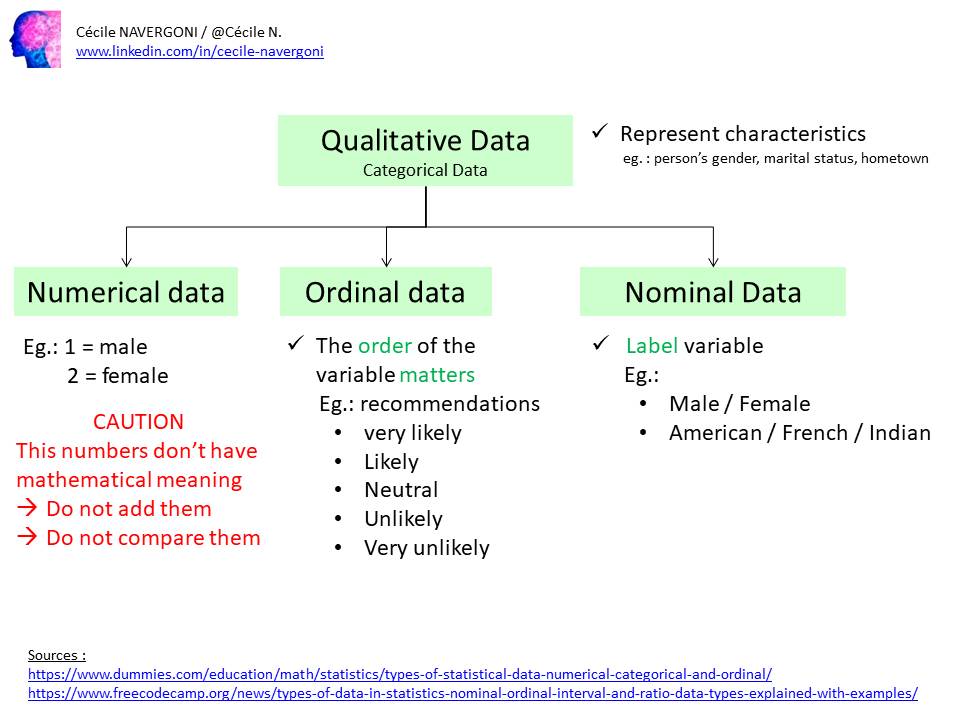 Cécile NAVERGONI / @Cécile N.
www.linkedin.com/in/cecile-navergoni
Qualitative Data
Categorical Data
✓ Represent characteristics
eg. : person's gender, marital status, hometown
Numerical data
Eg.: 1 = male
2 = female
CAUTION
This numbers don't have
mathematical meaning
→ Do not add them
→ Do not compare them
Ordinal data
✓ The order of the
variable matters
Eg.: recommendations
• very likely
• Likely
• Neutral
• Unlikely
• Very unlikely
Nominal Data
✓ Label variable
Eg.:
• Male / Female
• American / French / Indian
Sources :
https://www.dummies.com/education/math/statistics/types-of-statistical-data-numerical-categorical-and-ordinal/
https://www.freecodecamp.org/news/types-of-data-in-statistics-nominal-ordinal-interval-and-ratio-data-types-explained-with-examples/